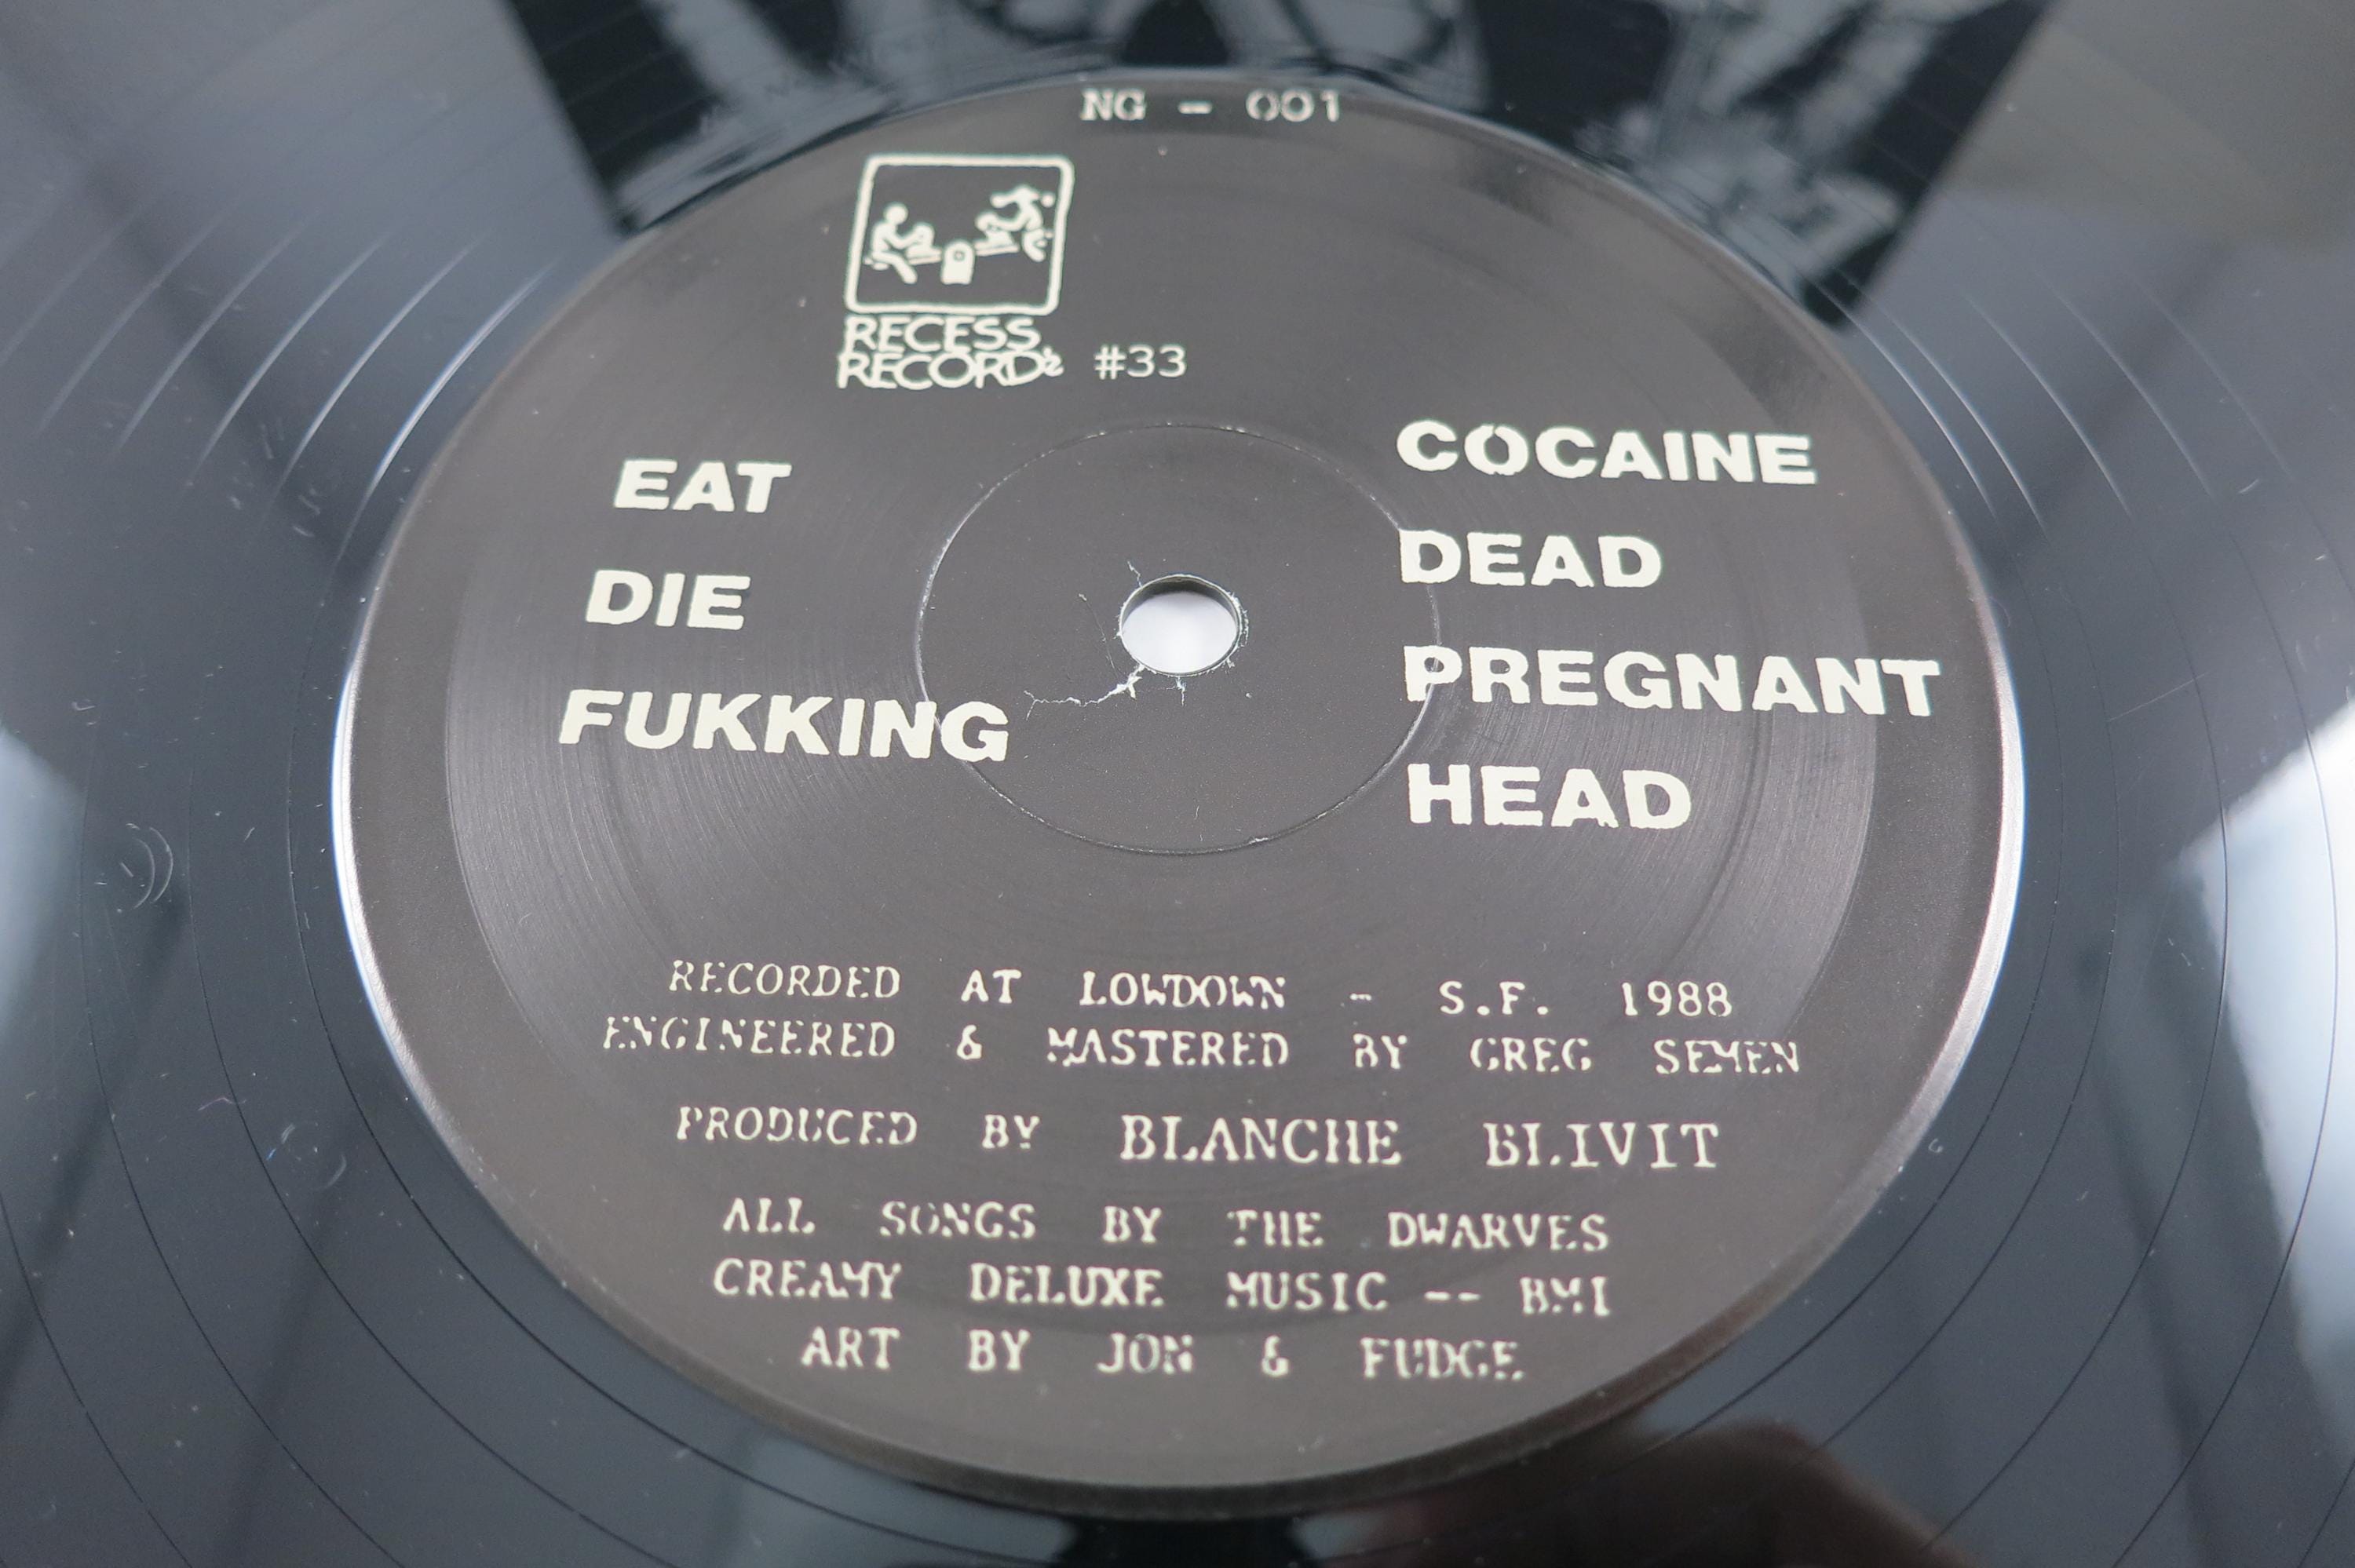 NG - 001
RECESS
RECORDS #33
EAT
DIE
FUKKING
COCAINE
DEAD
PREGNANT
HEAD
RECORDED AT LOWDOWN - S.F. 1988
ENGINEERED & MASTERED BY GREG SEMEN
PRODUCED BY BLANCHE BLIVIT
ALL SONGS BY THE DWARVES
CREAMY DELUXE MUSIC -- BMI
ART BY JON & FUDGE